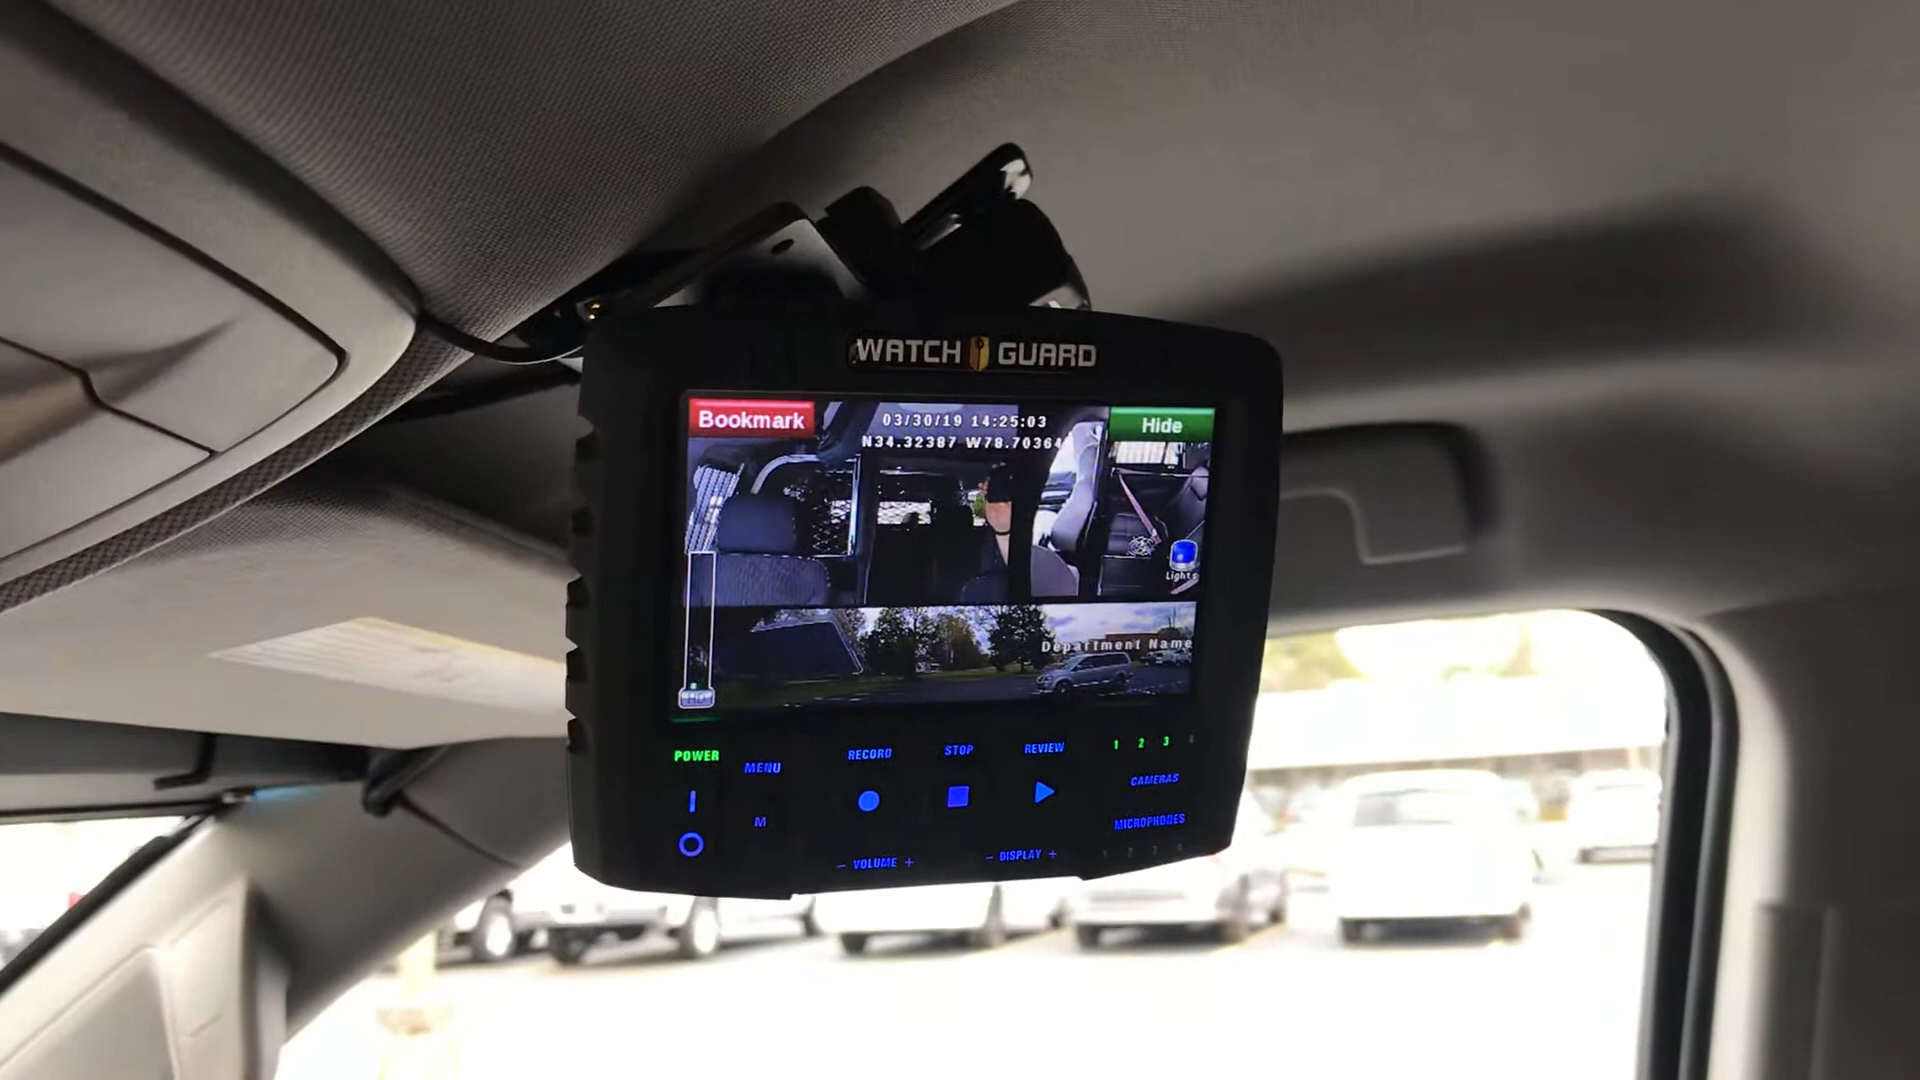 WATCH GUARD
Bookmark
03/30/19 14:25:03
N34.32387 W78.70364
Hide
Lights
Department Name
POWER
MENU
RECORD
STOP
REVIEW
1 2 3 4
CAMERAS
M
MICROPHONES
1 2 3 4
- VOLUME +
- DISPLAY +